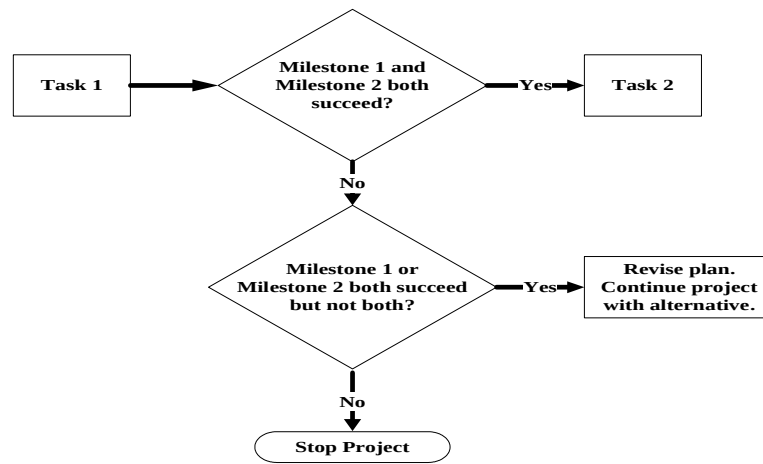 Task 1
Milestone 1 and
Milestone 2 both
succeed?
Yes
Task 2
No
Milestone 1 or
Milestone 2 both succeed
but not both?
Yes
Revise plan.
Continue project
with alternative.
No
Stop Project